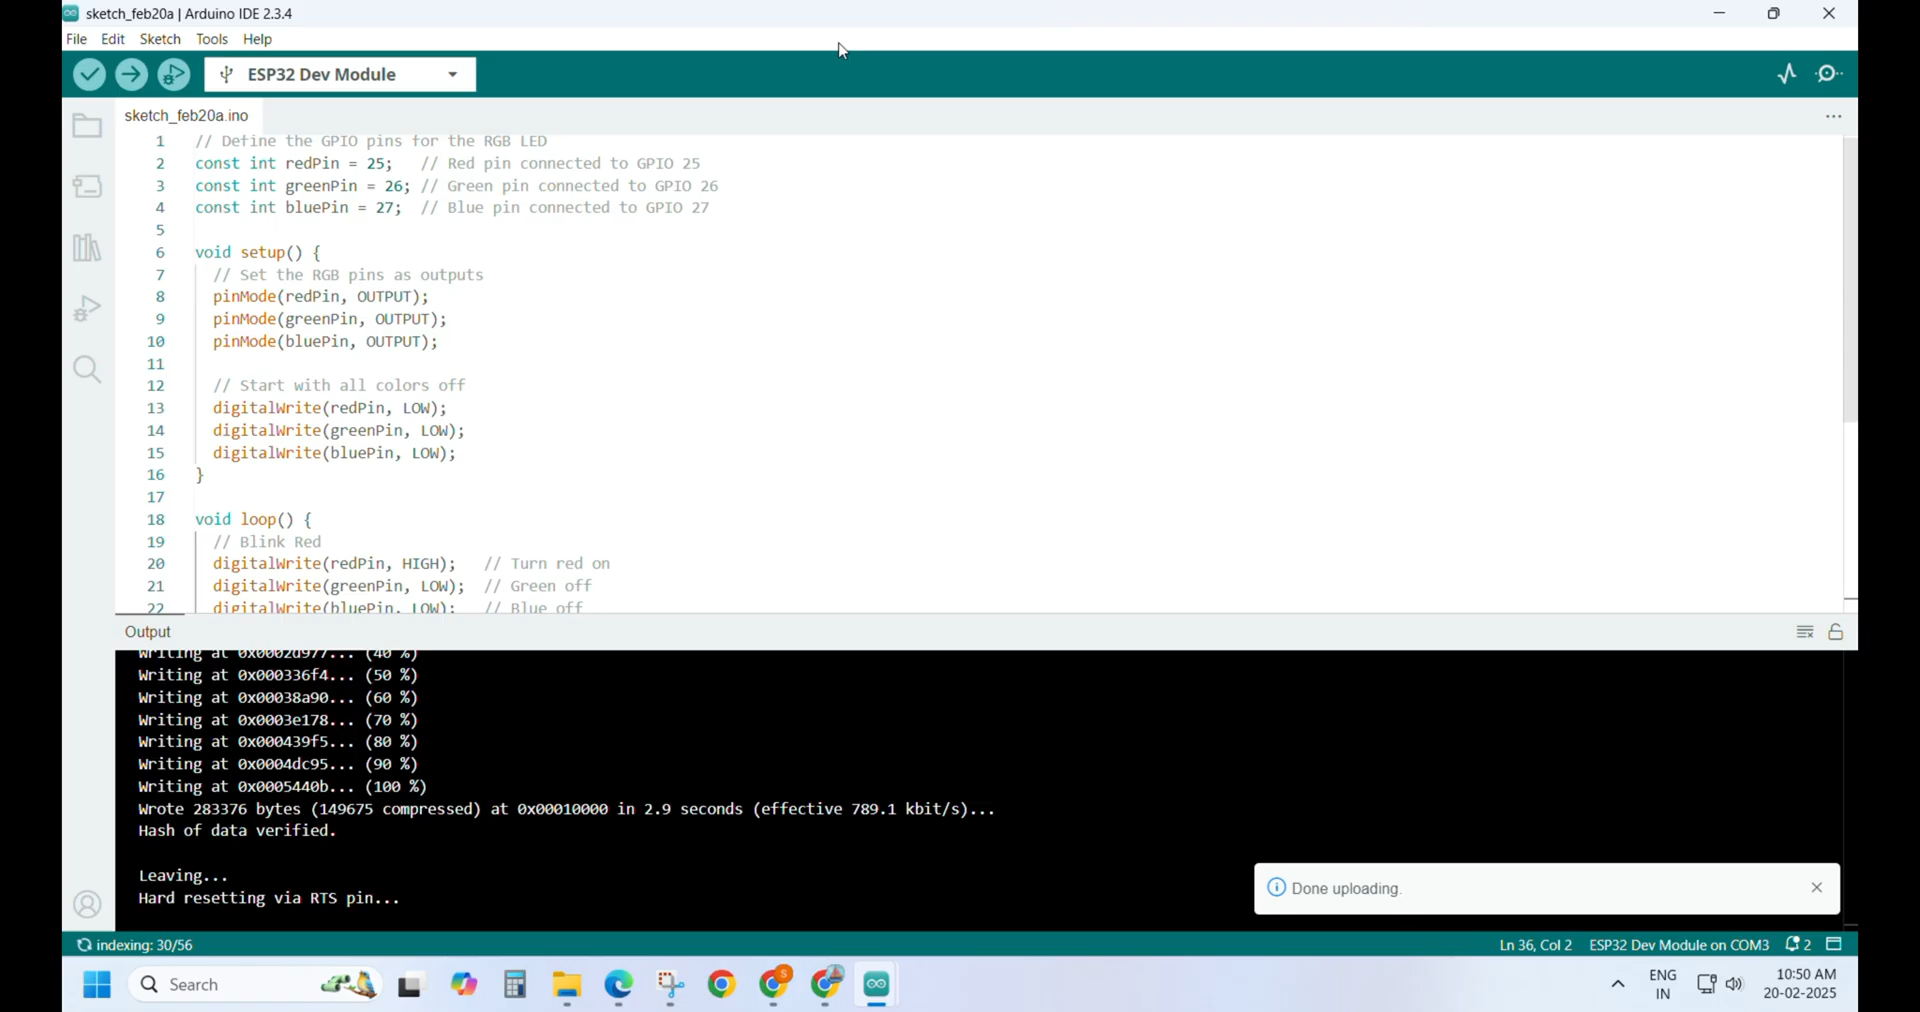 sketch_feb20a | Arduino IDE 2.3.4
File Edit Sketch Tools Help
ESP32 Dev Module
sketch_feb20a.ino
1 // Define the GPIO pins for the RGB LED
2 const int redPin = 25; // Red pin connected to GPIO 25
3 const int greenPin = 26; // Green pin connected to GPIO 26
4 const int bluePin = 27; // Blue pin connected to GPIO 27
5
6 void setup() {
7 // Set the RGB pins as outputs
8 pinMode(redPin, OUTPUT);
9 pinMode(greenPin, OUTPUT);
10 pinMode(bluePin, OUTPUT);
11
12 // Start with all colors off
13 digitalWrite(redPin, LOW);
14 digitalWrite(greenPin, LOW);
15 digitalWrite(bluePin, LOW);
16 }
17
18 void loop() {
19 // Blink Red
20 digitalWrite(redPin, HIGH); // Turn red on
21 digitalWrite(greenPin, LOW); // Green off
22 digitalWrite(bluePin, LOW); // Blue off
Output
Writing at 0x0002d977... (40 %)
Writing at 0x000336f4... (50 %)
Writing at 0x00038a90... (60 %)
Writing at 0x0003e178... (70 %)
Writing at 0x000439f5... (80 %)
Writing at 0x0004dc95... (90 %)
Writing at 0x0005440b... (100 %)
Wrote 283376 bytes (149675 compressed) at 0x00010000 in 2.9 seconds (effective 789.1 kbit/s)...
Hash of data verified.
Leaving...
Hard resetting via RTS pin...
Done uploading.
indexing: 30/56
Ln 36, Col 2 ESP32 Dev Module on COM3 2
Search
ENG
IN
10:50 AM
20-02-2025